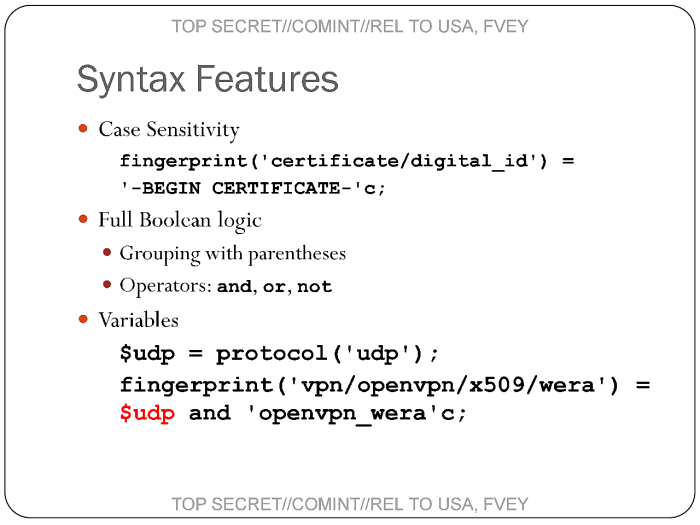 TOP SECRET//COMINT//REL TO USA, FVEY
Syntax Features
• Case Sensitivity
fingerprint('certificate/digital_id') =
'-BEGIN CERTIFICATE-'c;
• Full Boolean logic
• Grouping with parentheses
• Operators: and, or, not
• Variables
$udp = protocol('udp');
fingerprint('vpn/openvpn/x509/wera') =
$udp and 'openvpn_wera'c;
TOP SECRET//COMINT//REL TO USA, FVEY